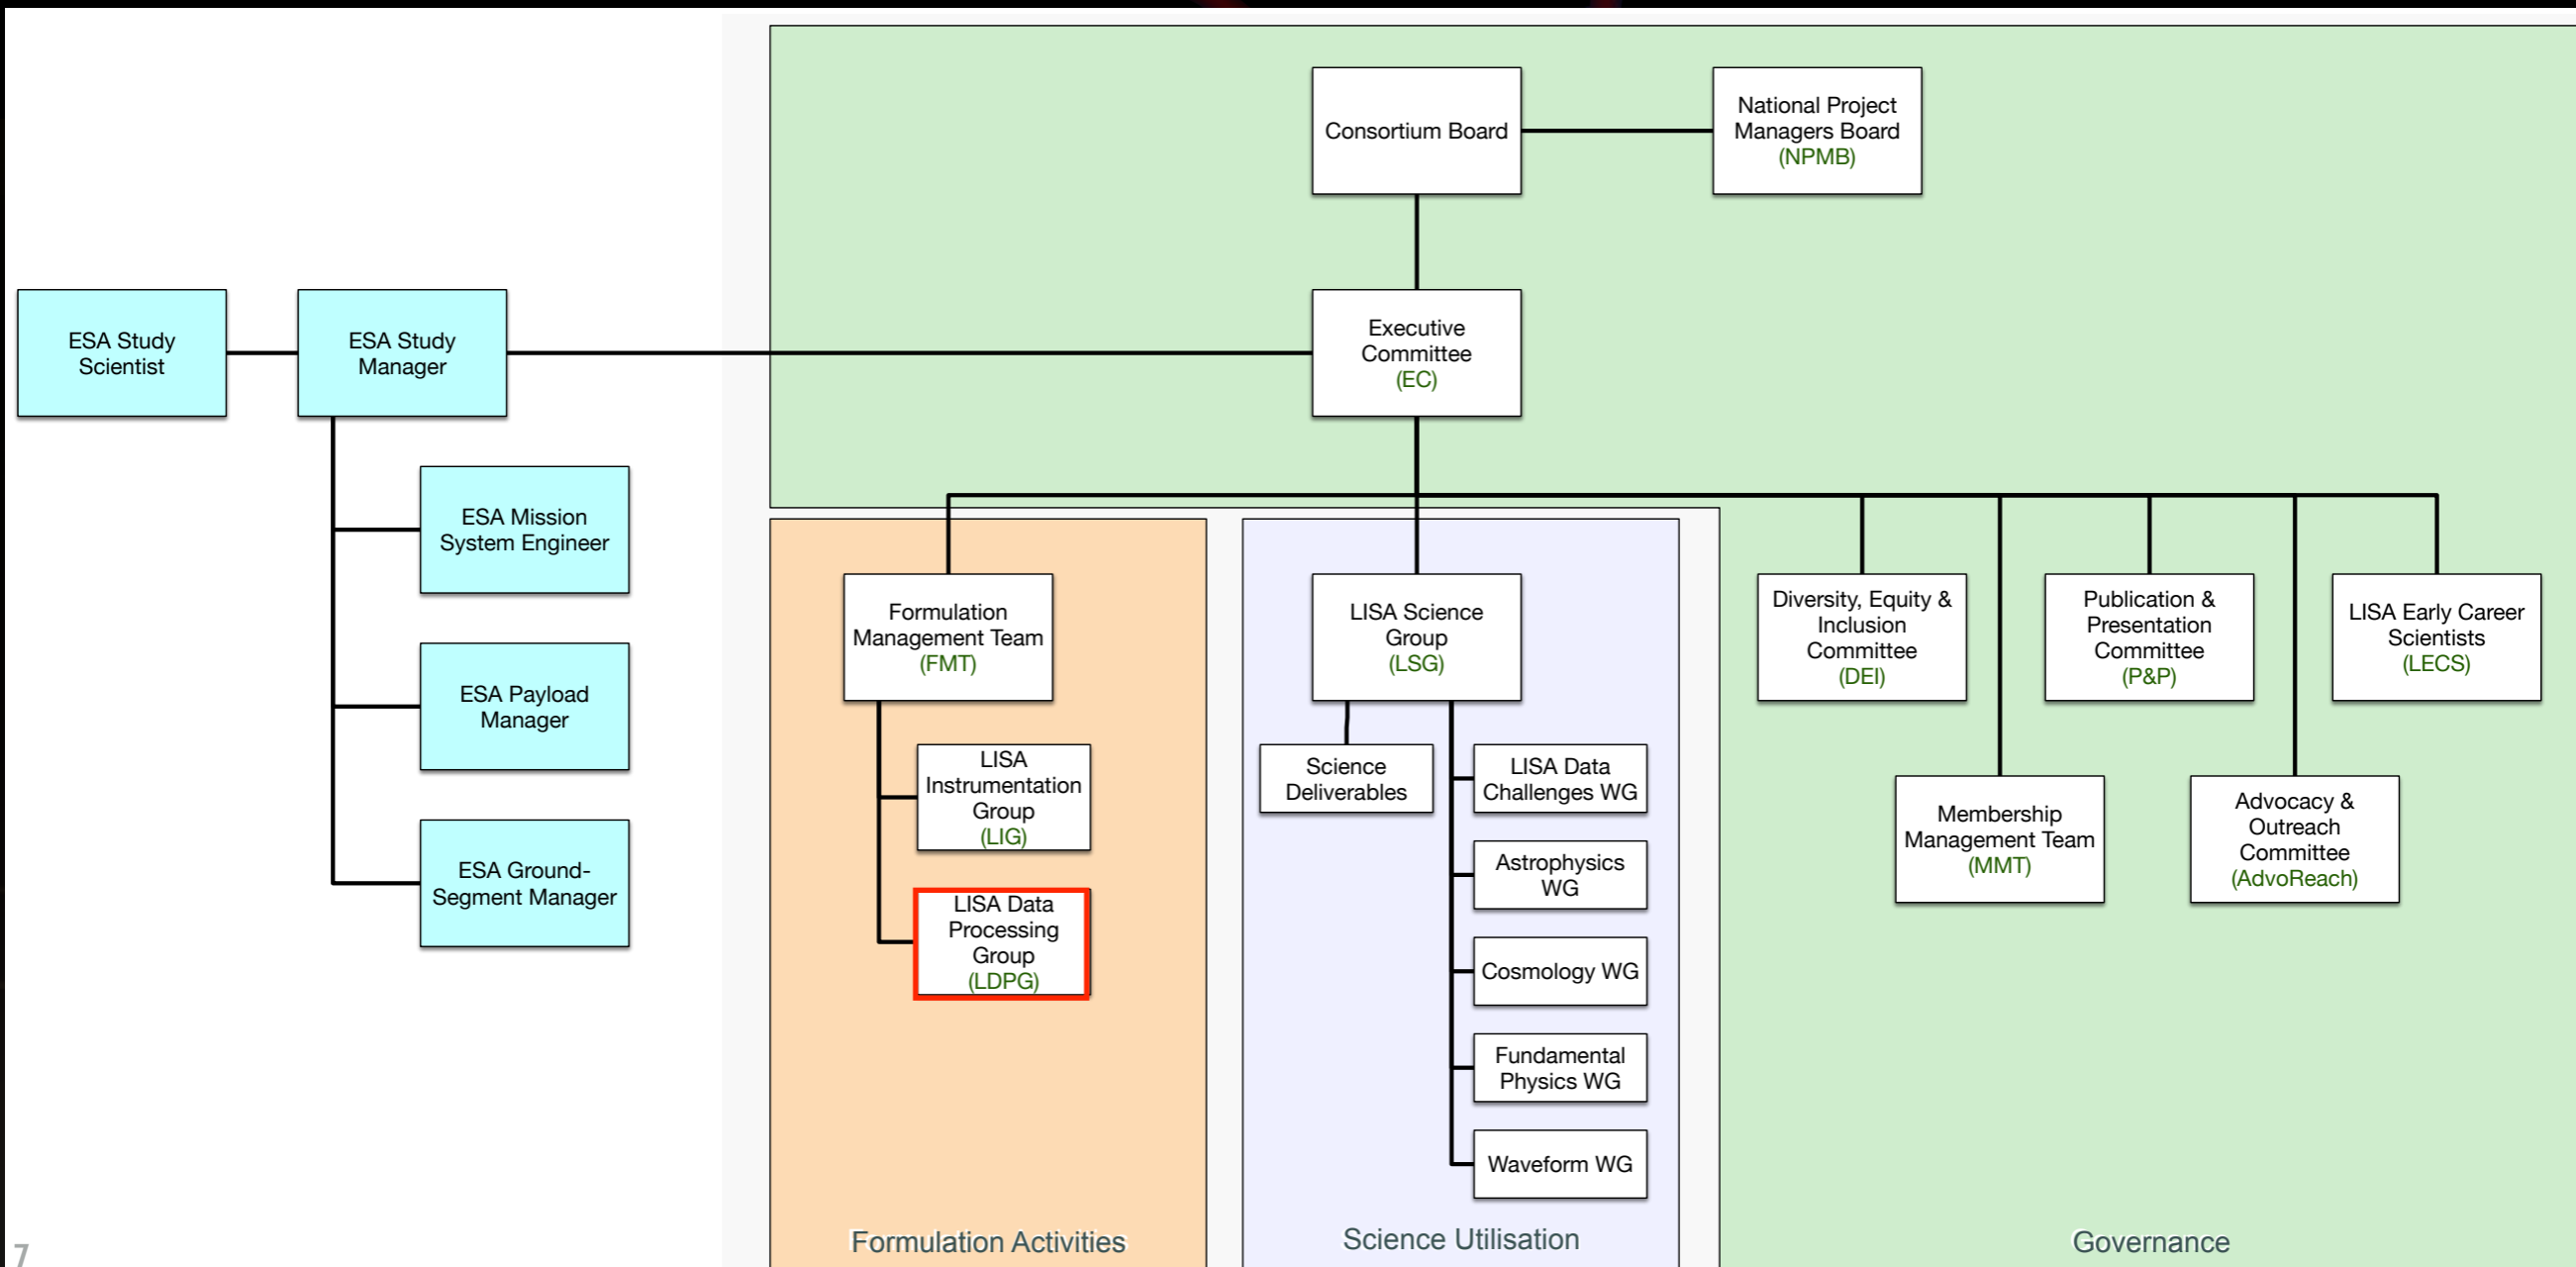 Consortium Board
National Project
Managers Board
(NPMB)
ESA Study
Scientist
ESA Study
Manager
Executive
Committee
(EC)
ESA Mission
System Engineer
ESA Payload
Manager
ESA Ground-
Segment Manager
Formulation
Management Team
(FMT)
LISA
Instrumentation
Group
(LIG)
LISA Data
Processing
Group
(LDPG)
Formulation Activities
LISA Science
Group
(LSG)
Science
Deliverables
LISA Data
Challenges WG
Astrophysics
WG
Cosmology WG
Fundamental
Physics WG
Waveform WG
Science Utilisation
Diversity, Equity &
Inclusion
Committee
(DEI)
Publication &
Presentation
Committee
(P&P)
LISA Early Career
Scientists
(LECS)
Membership
Management Team
(MMT)
Advocacy &
Outreach
Committee
(AdvoReach)
Governance
7